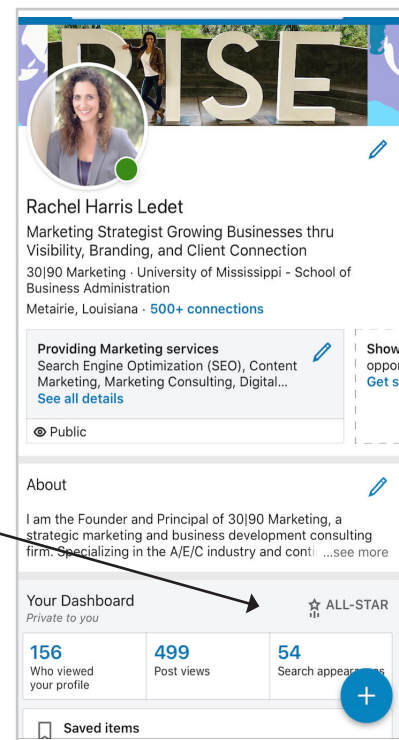 RISE
Rachel Harris Ledet
Marketing Strategist Growing Businesses thru
Visibility, Branding, and Client Connection
30|90 Marketing · University of Mississippi - School of
Business Administration
Metairie, Louisiana · 500+ connections
Providing Marketing services
Search Engine Optimization (SEO), Content
Marketing, Marketing Consulting, Digital...
See all details
Public
Show
Get s
About
I am the Founder and Principal of 30|90 Marketing, a
strategic marketing and business development consulting
firm. Specializing in the A/E/C industry and ...see more
Your Dashboard
Private to you
ALL-STAR
156
Who viewed
your profile
499
Post views
54
Search appearances
Saved items